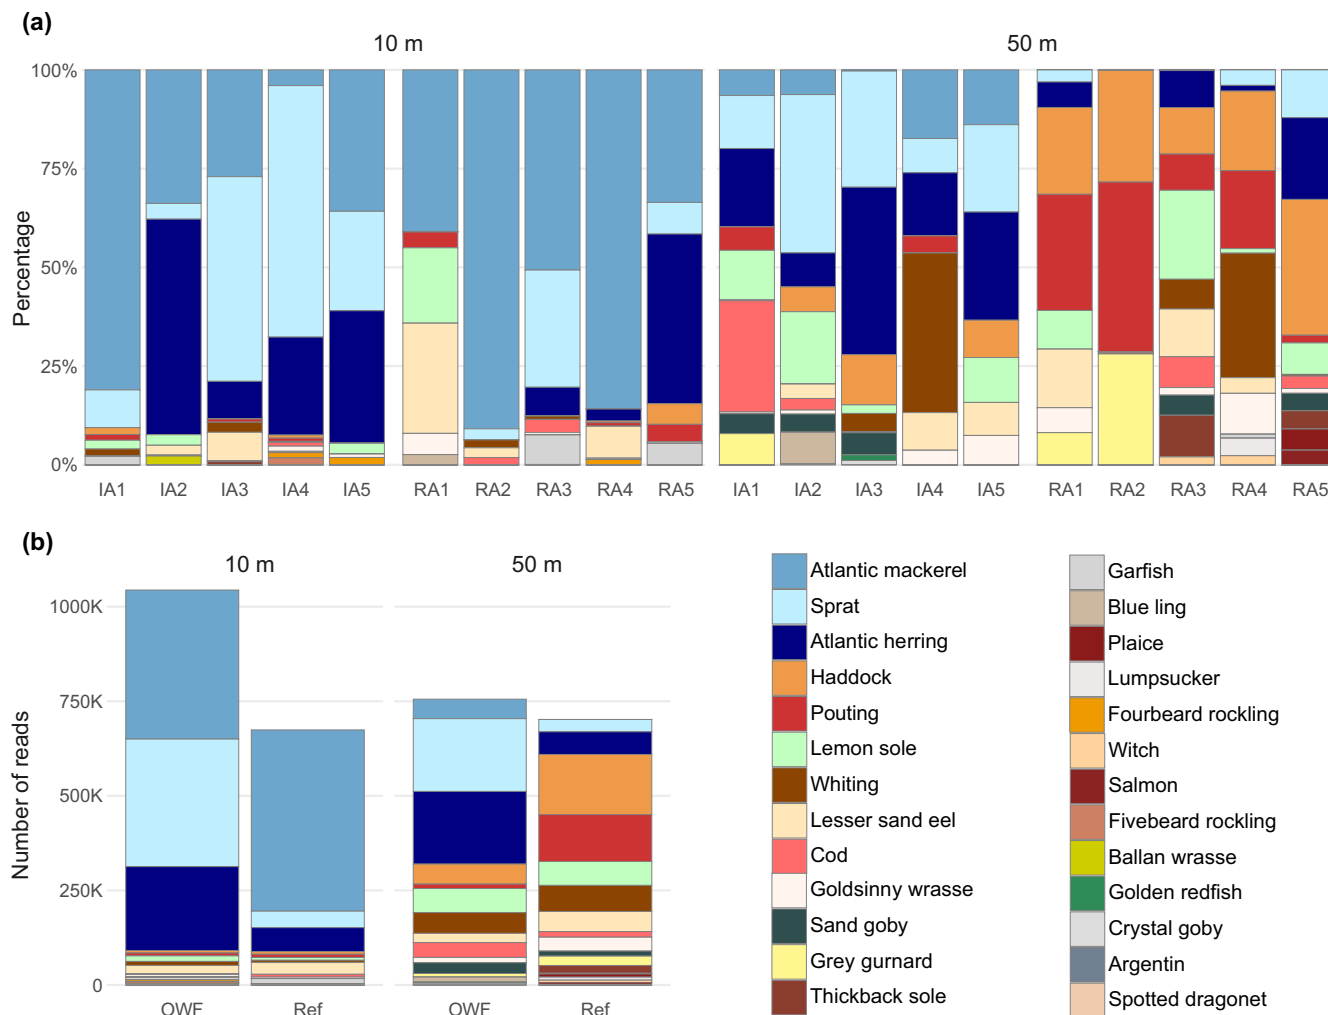 (a)
10 m
50 m
100%
75%
50%
25%
0%
Percentage
IA1 IA2 IA3 IA4 IA5 RA1 RA2 RA3 RA4 RA5 IA1 IA2 IA3 IA4 IA5 RA1 RA2 RA3 RA4 RA5
(b)
10 m
50 m
1000K
750K
500K
250K
0
Number of reads
OWF Ref OWF Ref
Atlantic mackerel
Sprat
Atlantic herring
Haddock
Pouting
Lemon sole
Whiting
Lesser sand eel
Cod
Goldsinny wrasse
Sand goby
Grey gurnard
Thickback sole
Garfish
Blue ling
Plaice
Lumpsucker
Fourbeard rockling
Witch
Salmon
Fivebeard rockling
Ballan wrasse
Golden redfish
Crystal goby
Argentin
Spotted dragonet